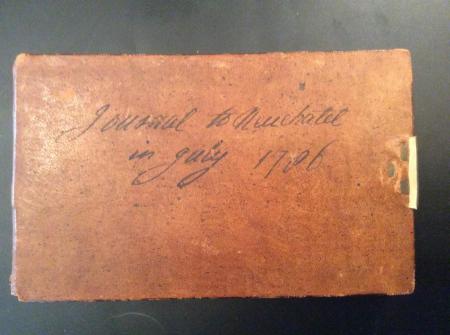 Journal to Neuchatel
in July 1796